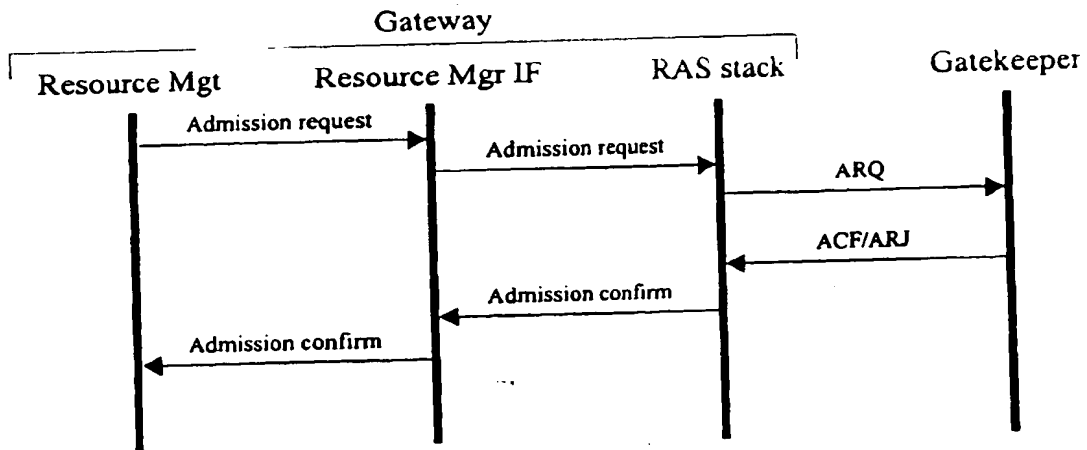 Gateway
Resource Mgt
Resource Mgr IF
RAS stack
Gatekeeper
Admission request
Admission request
ARQ
ACF/ARJ
Admission confirm
Admission confirm